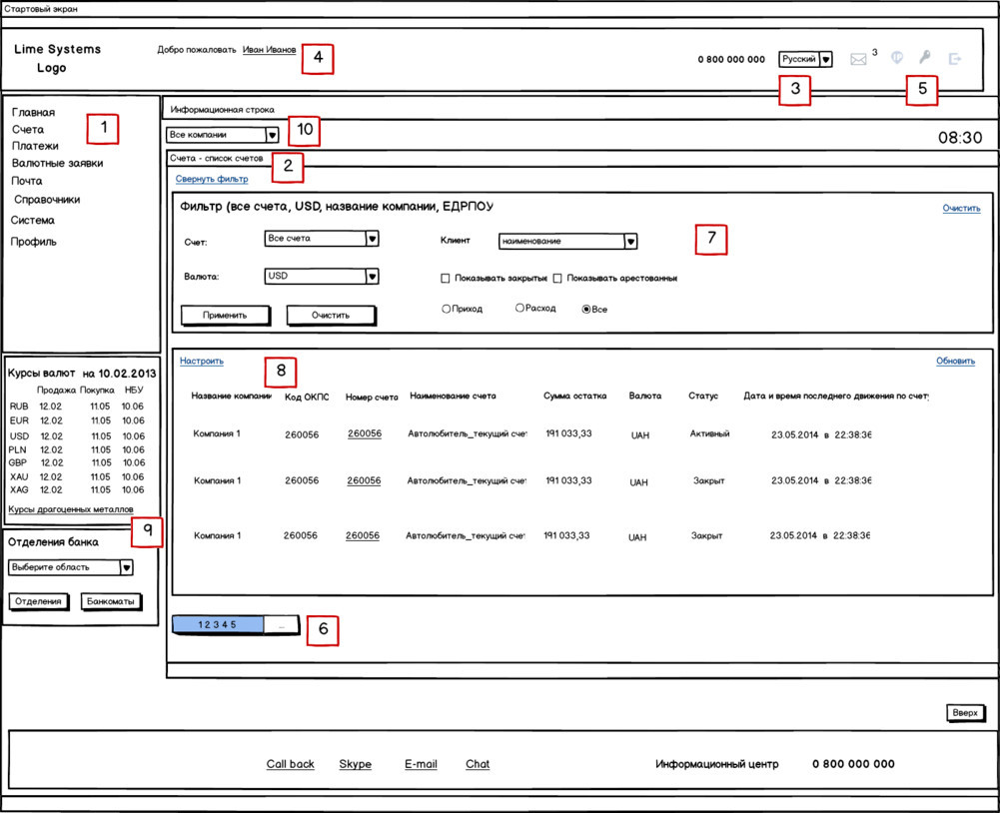 Стартовый экран
Lime Systems
Logo
Добро пожаловать Иван Иванов
4
0 800 000 000
Русский
3
3
5
Главная
Счета
Платежи
Валютные заявки
Почта
Справочники
Система
Профиль
1
Информационная строка
Все компании
10
08:30
Счета - список счетов
2
Свернуть фильтр
Фильтр (все счета, USD, название компании, ЕДРПОУ
Очистить
Счет: Все счета
Клиент наименование
7
Валюта: USD
Показывать закрытые Показывать арестованны
Применить Очистить
Приход Расход Все
Курсы валют на 10.02.2013
Продажа Покупка НБУ
RUB 12.02 11.05 10.06
EUR 12.02 11.05 10.06
USD 12.02 11.05 10.06
PLN 12.02 11.05 10.06
GBP 12.02 11.05 10.06
XAU 12.02 11.05 10.06
XAG 12.02 11.05 10.06
Курсы драгоценных металлов
9
Отделения банка
Выберите область
Отделения Банкоматы
Настроить
8
Обновить
Название компании Код ОКПС Номер счета Наименование счета Сумма остатка Валюта Статус Дата и время последнего движения по счету
Компания 1 260056 260056 Автолюбитель_текущий счет 191 033,33 UAH Активный 23.05.2014 в 22:38:36
Компания 1 260056 260056 Автолюбитель_текущий счет 191 033,33 UAH Закрыт 23.05.2014 в 22:38:36
Компания 1 260056 260056 Автолюбитель_текущий счет 191 033,33 UAH Закрыт 23.05.2014 в 22:38:36
1 2 3 4 5 ...
6
Вверх
Call back Skype E-mail Chat Информационный центр 0 800 000 000